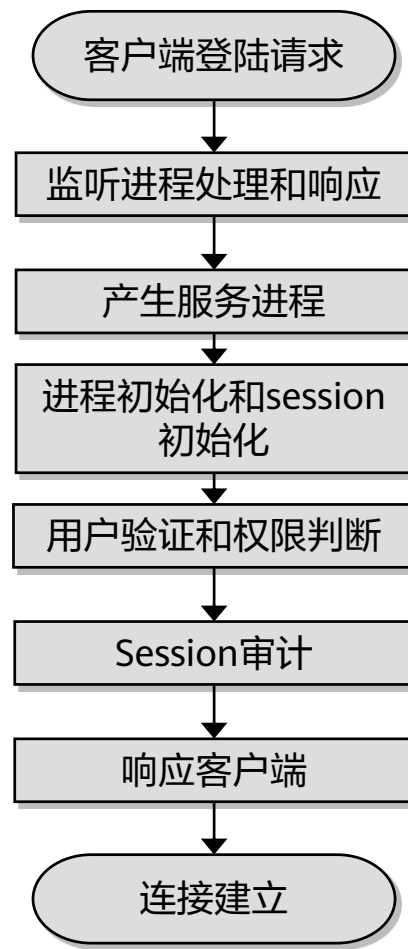 客户端登陆请求
监听进程处理和响应
产生服务进程
进程初始化和session
初始化
用户验证和权限判断
Session审计
响应客户端
连接建立